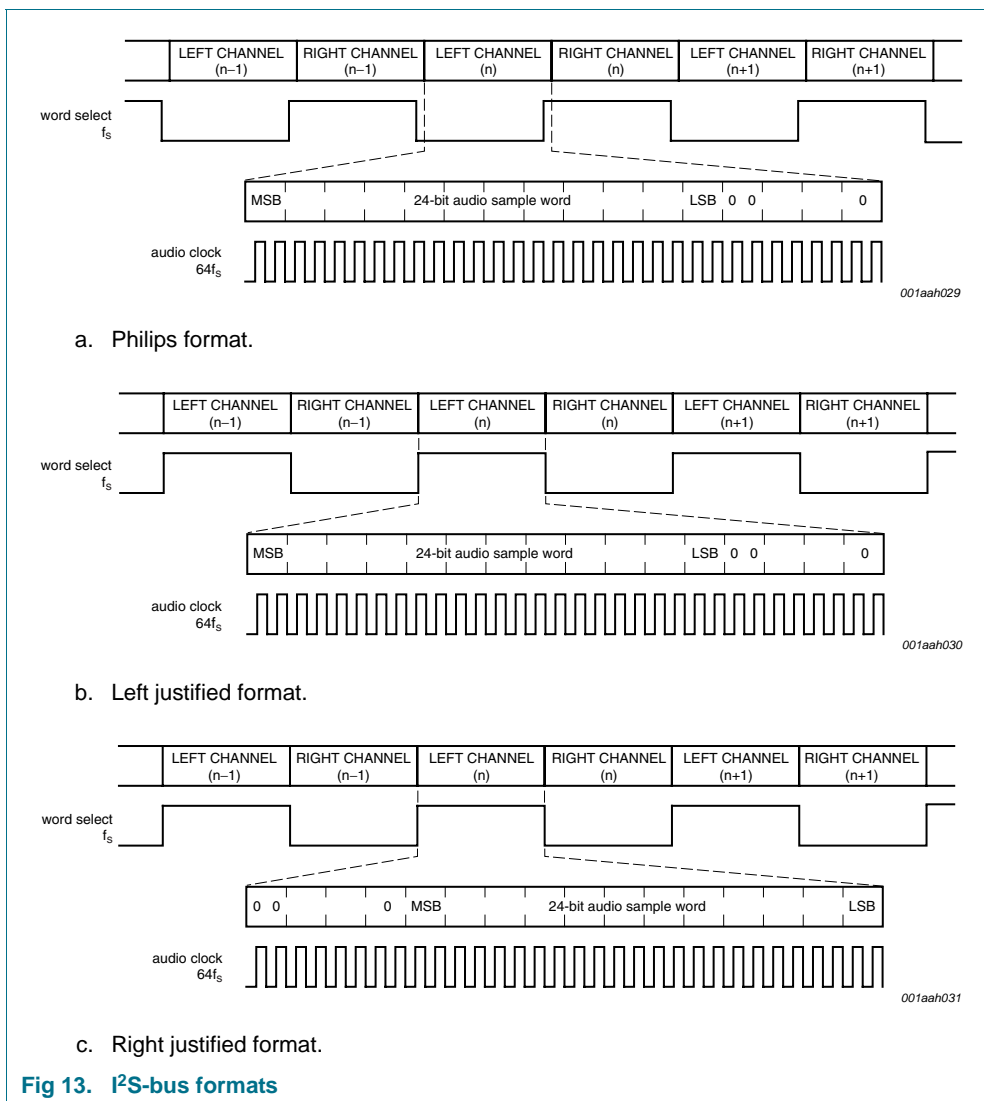 LEFT CHANNEL (n–1) RIGHT CHANNEL (n–1) LEFT CHANNEL (n) RIGHT CHANNEL (n) LEFT CHANNEL (n+1) RIGHT CHANNEL (n+1)
word select
fs
MSB 24-bit audio sample word LSB 0 0 0
audio clock
64fs
001aah029
a. Philips format.
LEFT CHANNEL (n–1) RIGHT CHANNEL (n–1) LEFT CHANNEL (n) RIGHT CHANNEL (n) LEFT CHANNEL (n+1) RIGHT CHANNEL (n+1)
word select
fs
MSB 24-bit audio sample word LSB 0 0 0
audio clock
64fs
001aah030
b. Left justified format.
LEFT CHANNEL (n–1) RIGHT CHANNEL (n–1) LEFT CHANNEL (n) RIGHT CHANNEL (n) LEFT CHANNEL (n+1) RIGHT CHANNEL (n+1)
word select
fs
0 0 0 MSB 24-bit audio sample word LSB
audio clock
64fs
001aah031
c. Right justified format.
Fig 13. I²S-bus formats